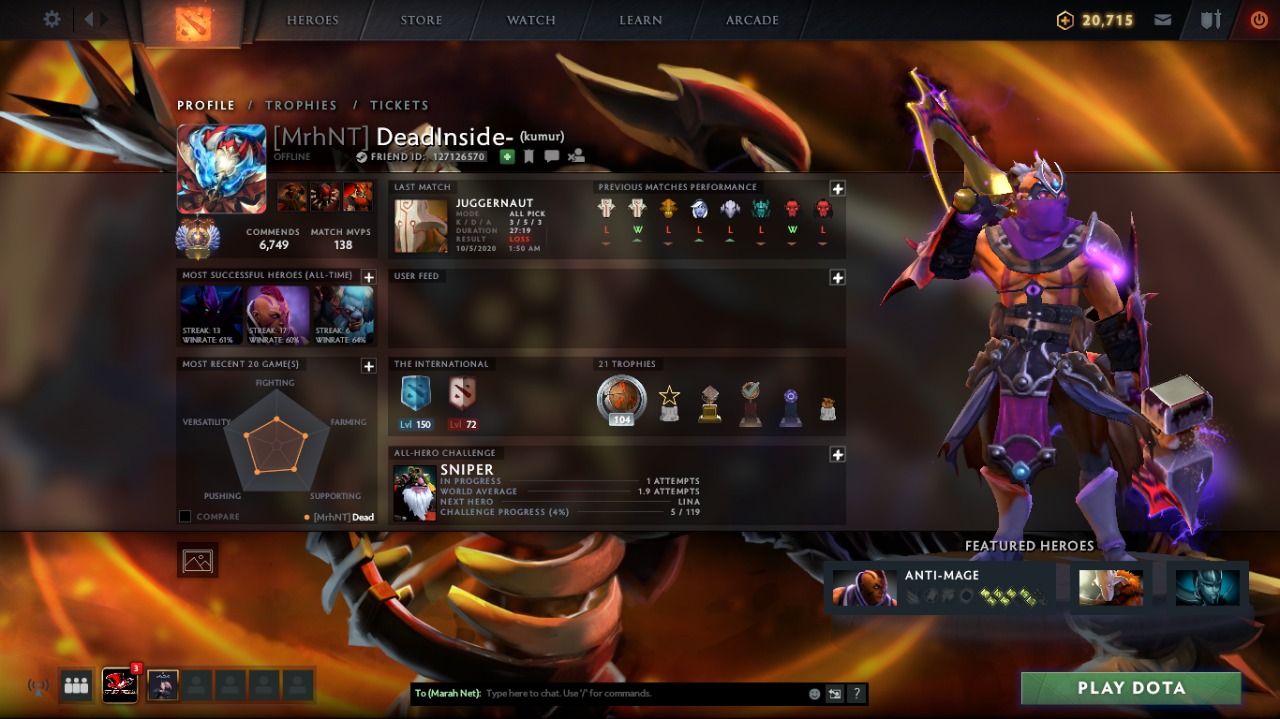 HEROES STORE WATCH LEARN ARCADE 20,715
PROFILE / TROPHIES / TICKETS
[MrhNT] DeadInside- (kumur)
OFFLINE FRIEND ID: 127126570
COMMENDS 6,749 MATCH MVPS 138
LAST MATCH
JUGGERNAUT
MODE ALL PICK
K / D / A 3 / 5 / 3
DURATION 27:19
RESULT LOSS
10/5/2020 1:50 AM
PREVIOUS MATCHES PERFORMANCE
L W L L L L W L
MOST SUCCESSFUL HEROES (ALL-TIME)
STREAK: 13 STREAK: 17 STREAK: 6
WINRATE: 61% WINRATE: 60% WINRATE: 64%
USER FEED
MOST RECENT 20 GAME(S)
FIGHTING
VERSATILITY FARMING
PUSHING SUPPORTING
COMPARE [MrhNT] Dead
THE INTERNATIONAL
Lvl 150 Lvl 72
21 TROPHIES
104
ALL-HERO CHALLENGE
SNIPER
IN PROGRESS 1 ATTEMPTS
WORLD AVERAGE 1.9 ATTEMPTS
NEXT HERO LINA
CHALLENGE PROGRESS (4%) 5 / 119
FEATURED HEROES
ANTI-MAGE
3
To (Marah Net): Type here to chat. Use '/' for commands. ?
PLAY DOTA